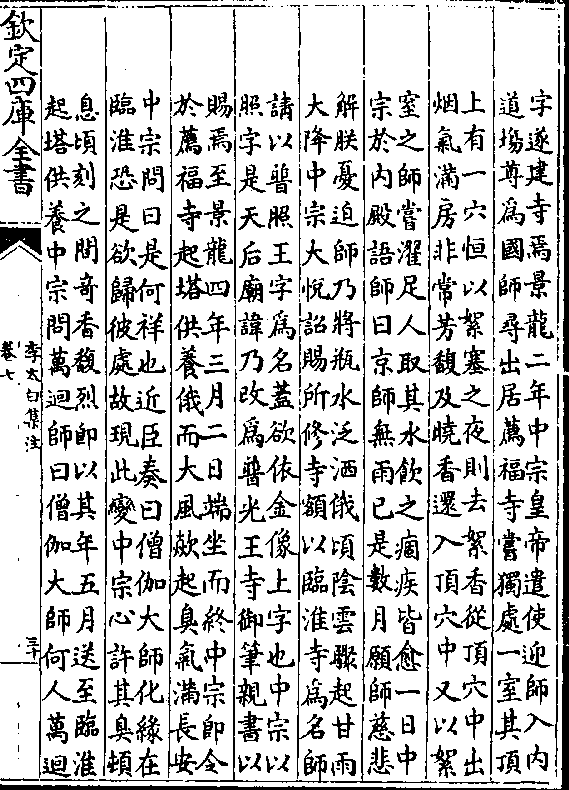 字遂建寺焉景龍二年中宗皇帝遣使迎師入内
道場尊為國師尋出居薦福寺嘗獨處一室其頂
上有一穴恒以絮塞之夜則去絮香從頂穴中出
烟氣滿房非常芳馥及曉香還入頂穴中又以絮
窒之師嘗濯足人取其水飲之痼疾皆愈一日中
宗於内殿語師曰京師無雨已是數月願師慈悲
解朕憂迫師乃將瓶水泛洒俄頃陰雲驟起甘雨
大降中宗大悅詔賜所修寺額以臨淮寺為名師
請以普照王字為名蓋欲依金像上字也中宗以
照字是天后廟諱乃改為普光王寺御筆親書以
賜焉至景龍四年三月二日端坐而終中宗即令
於薦福寺起塔供養俄而大風欻起臭氣滿長安
中宗問曰是何祥也近臣奏曰僧伽大師化緣在
臨淮恐是欲歸彼處故現此變中宗心許其臭頓
息頃刻之間奇香馥烈即以其年五月送至臨淮
起塔供養中宗問萬迴師曰僧伽大師何人萬迴
欽定四庫全書
李太白集注
卷七
三十